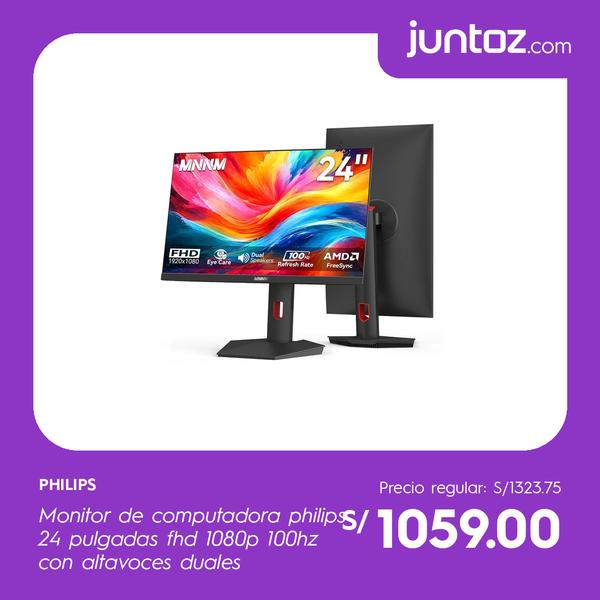 juntoz.com
MNNM
24"
FHD
1920x1080
Eye Care
Dual
Speakers
100Hz
Refresh Rate
AMD
FreeSync
MNNM
PHILIPS
Precio regular: S/1323.75
Monitor de computadora philips
24 pulgadas fhd 1080p 100hz
con altavoces duales
S/ 1059.00